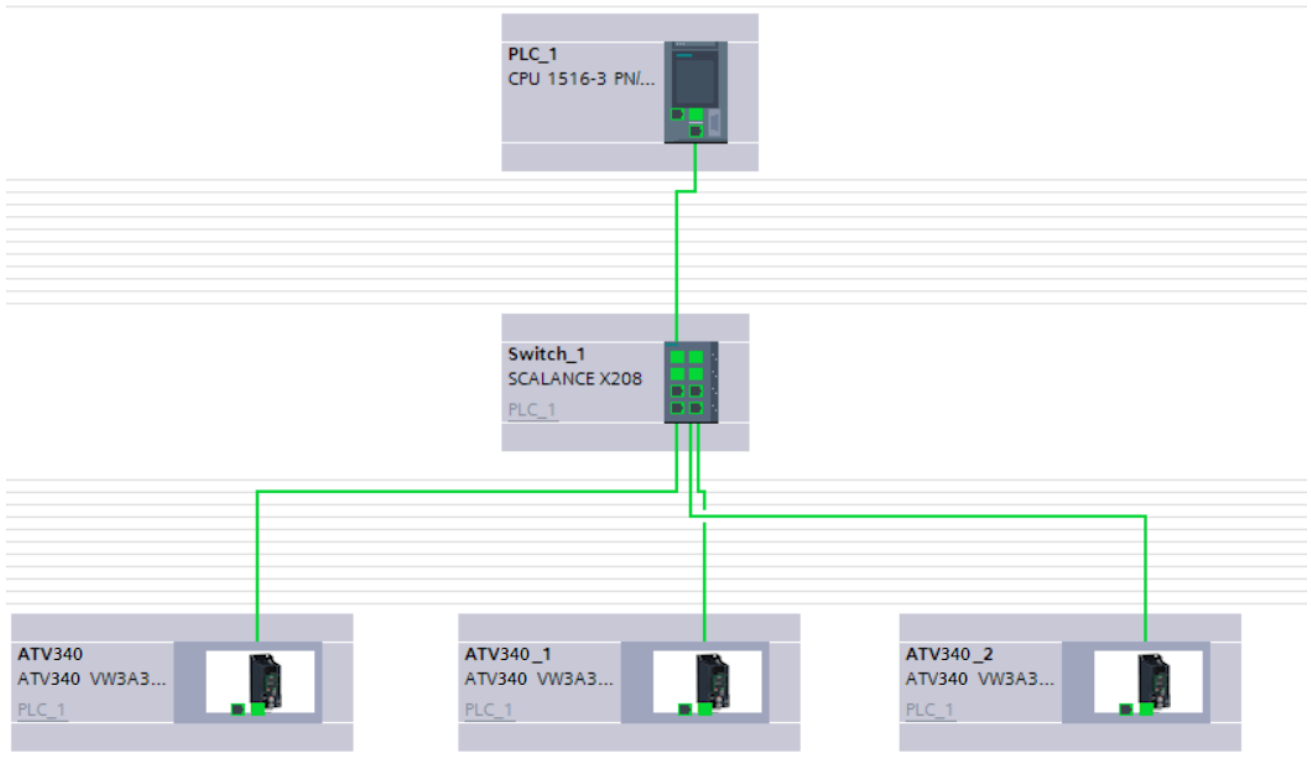 PLC_1
CPU 1516-3 PN/...
Switch_1
SCALANCE X208
PLC_1
ATV340
ATV340 VW3A3...
PLC_1
ATV340_1
ATV340 VW3A3...
PLC_1
ATV340_2
ATV340 VW3A3...
PLC_1